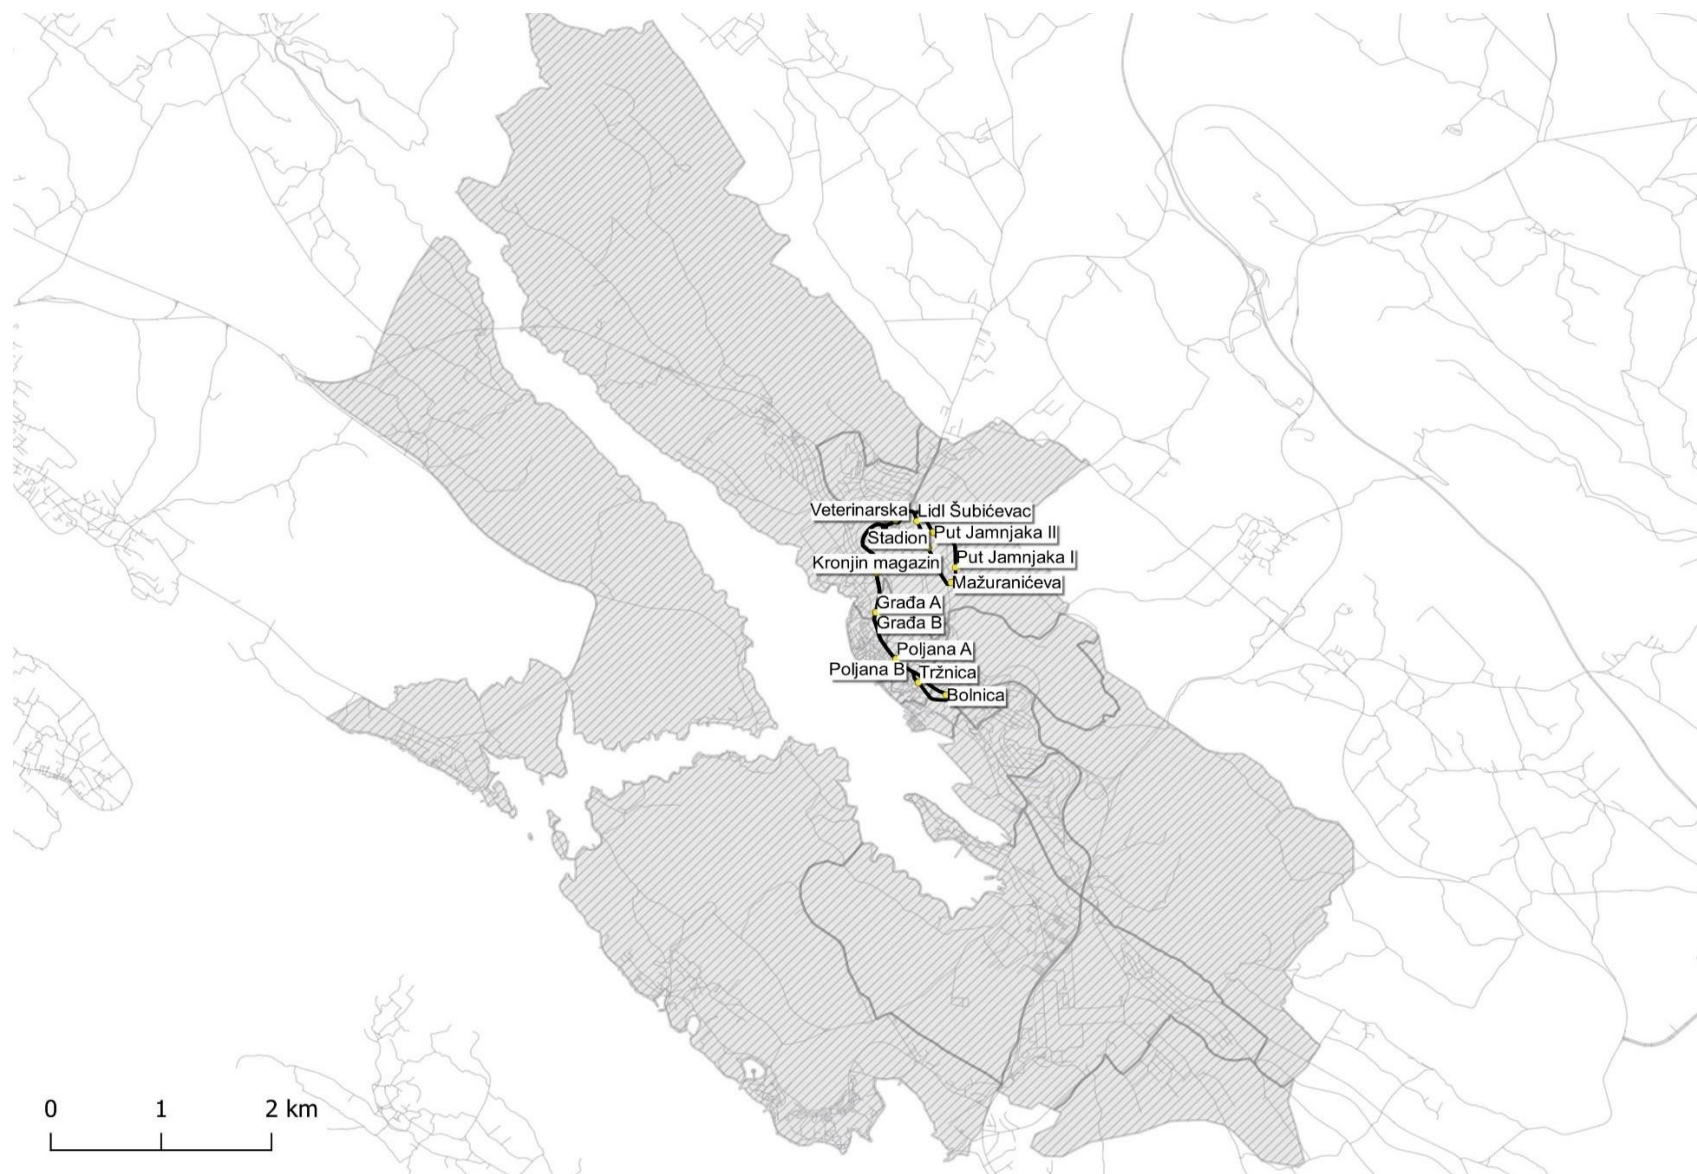 Veterinarska
Lidl Šubićevac
Put Jamnjaka II
Stadion
Put Jamnjaka I
Kronjin magazin
Mažuranićeva
Građa A
Građa B
Poljana A
Poljana B
Tržnica
Bolnica
0 1 2 km